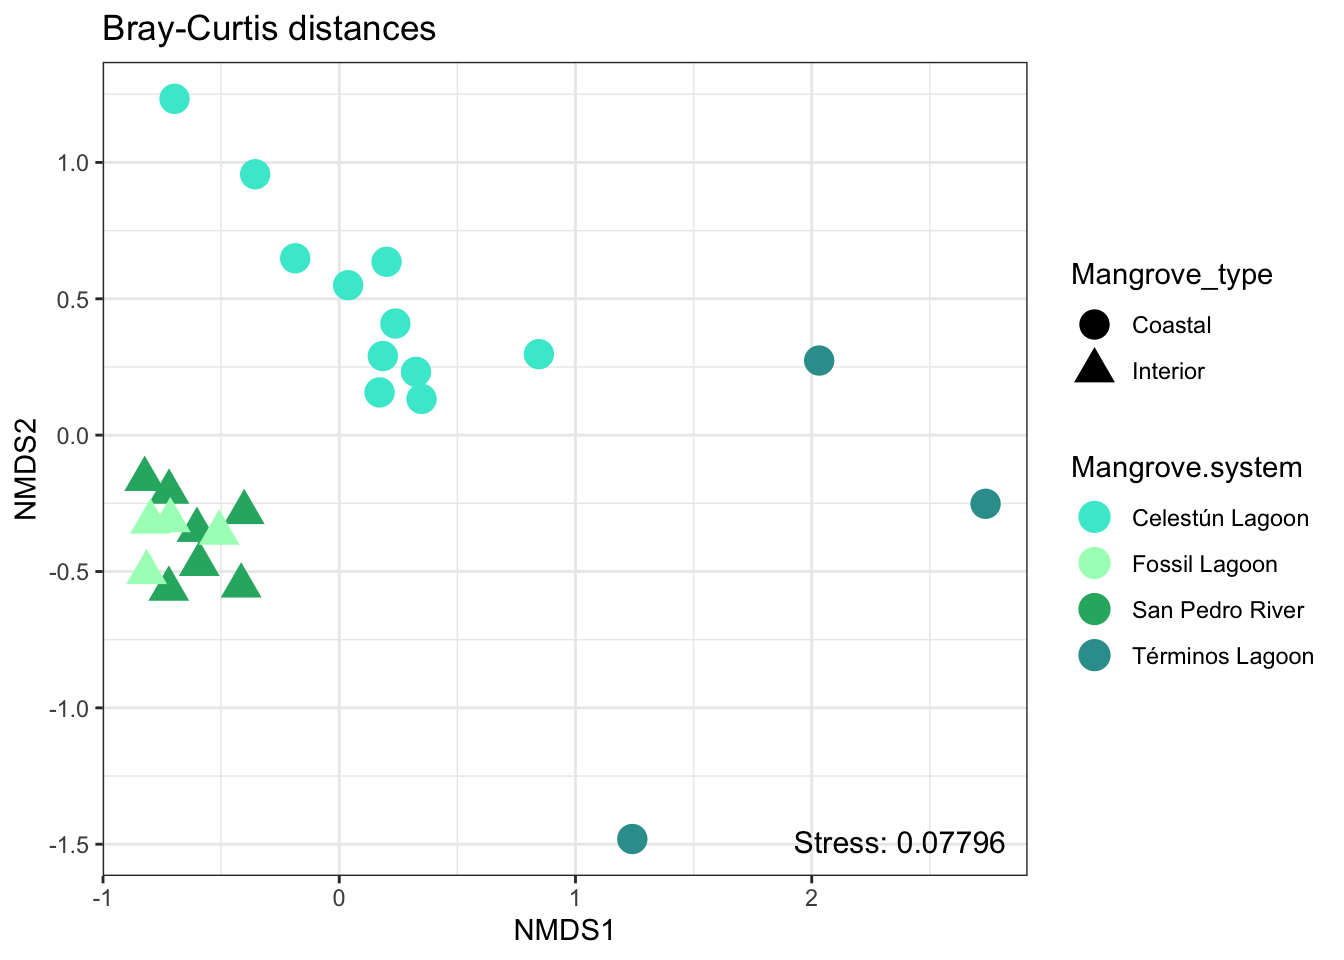 Bray-Curtis distances
1.0
0.5
0.0
-0.5
-1.0
-1.5
NMDS2
-1
0
1
2
NMDS1
Stress: 0.07796
Mangrove_type
Coastal
Interior
Mangrove.system
Celestún Lagoon
Fossil Lagoon
San Pedro River
Términos Lagoon